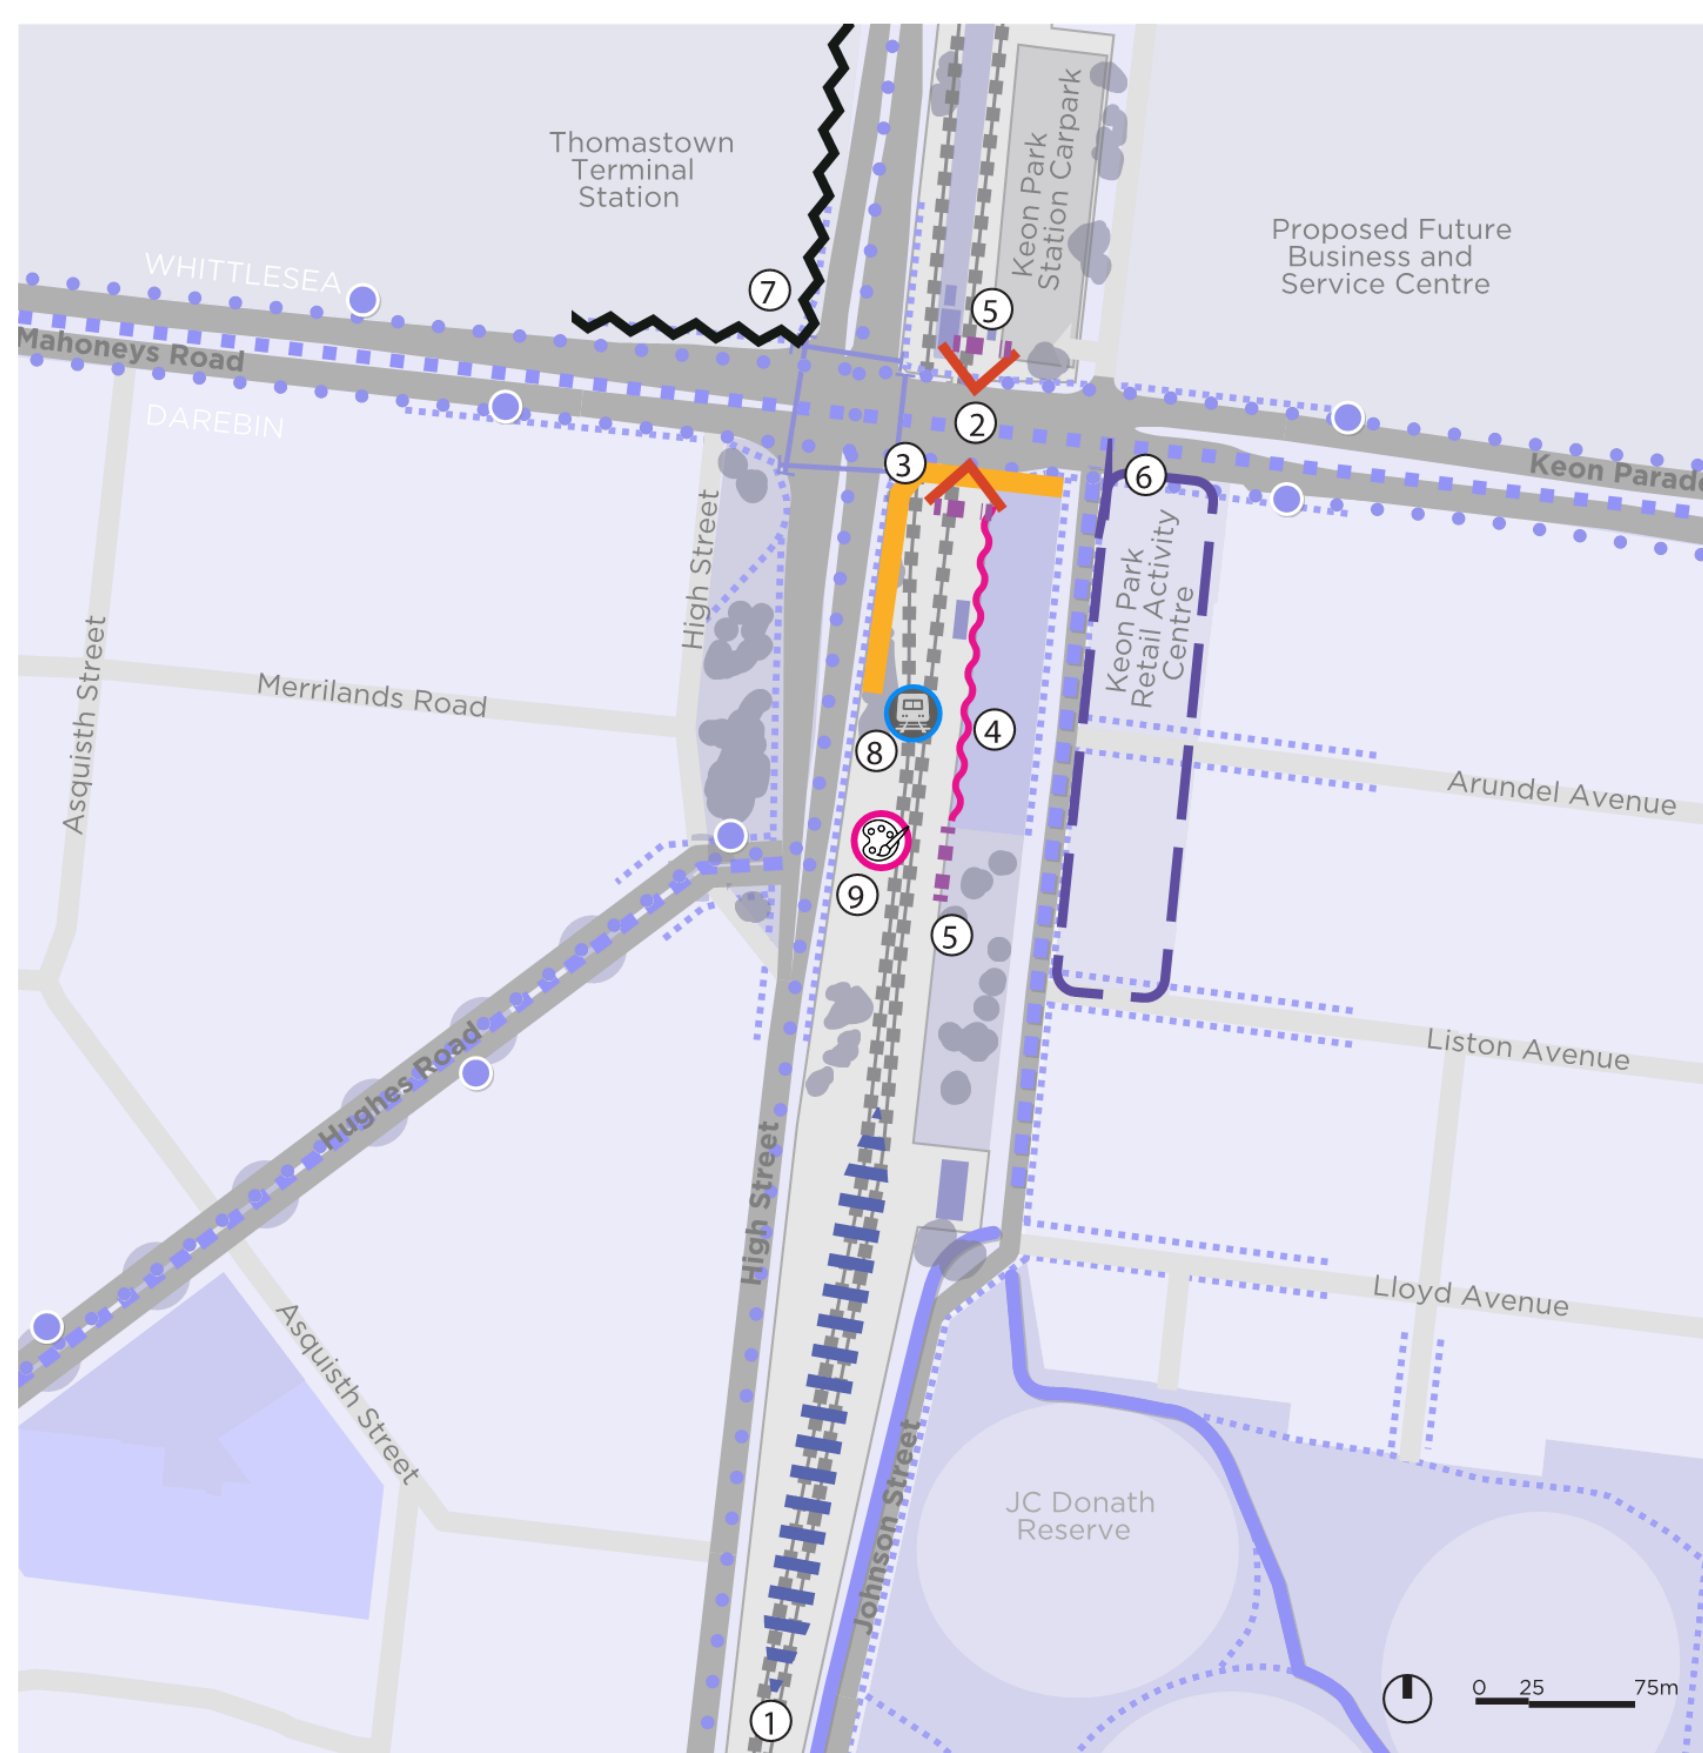 Thomastown
Terminal
Station
Keon Park
Station Carpark
Proposed Future
Business and
Service Centre
WHITTLESEA
7
5
Mahoneys Road
DAREBIN
2
3
6
Keon Parade
High Street
Keon Park
Retail Activity
Centre
Asquisth Street
Merrilands Road
4
8
Arundel Avenue
9
5
Liston Avenue
Hughes Road
High Street
Lloyd Avenue
Asquisth Street
Johnson Street
JC Donath
Reserve
0 25 75m
1